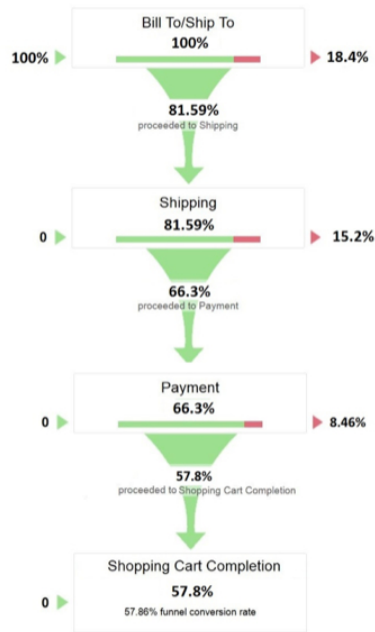 Bill To/Ship To
100%
100%
18.4%
81.59%
proceeded to Shipping
Shipping
81.59%
0
15.2%
66.3%
proceeded to Payment
Payment
66.3%
0
8.46%
57.8%
proceeded to Shopping Cart Completion
Shopping Cart Completion
57.8%
0
57.86% funnel conversion rate